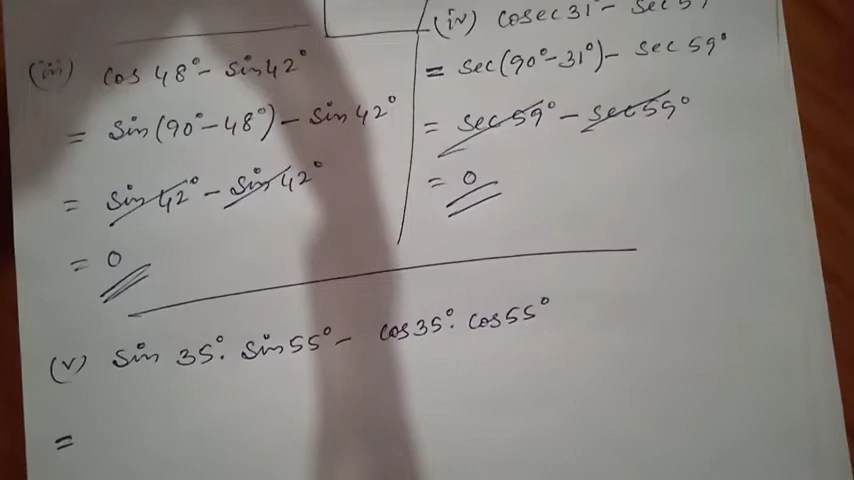 (iii) cos 48° - sin 42°
= sin(90° - 48°) - sin 42°
= sin 42° - sin 42°
= 0
(iv) cosec 31° - sec 59
= sec(90° - 31°) - sec 59°
= sec 59° - sec 59°
= 0
(v) sin 35°. sin 55° - cos 35°. cos 55°
=